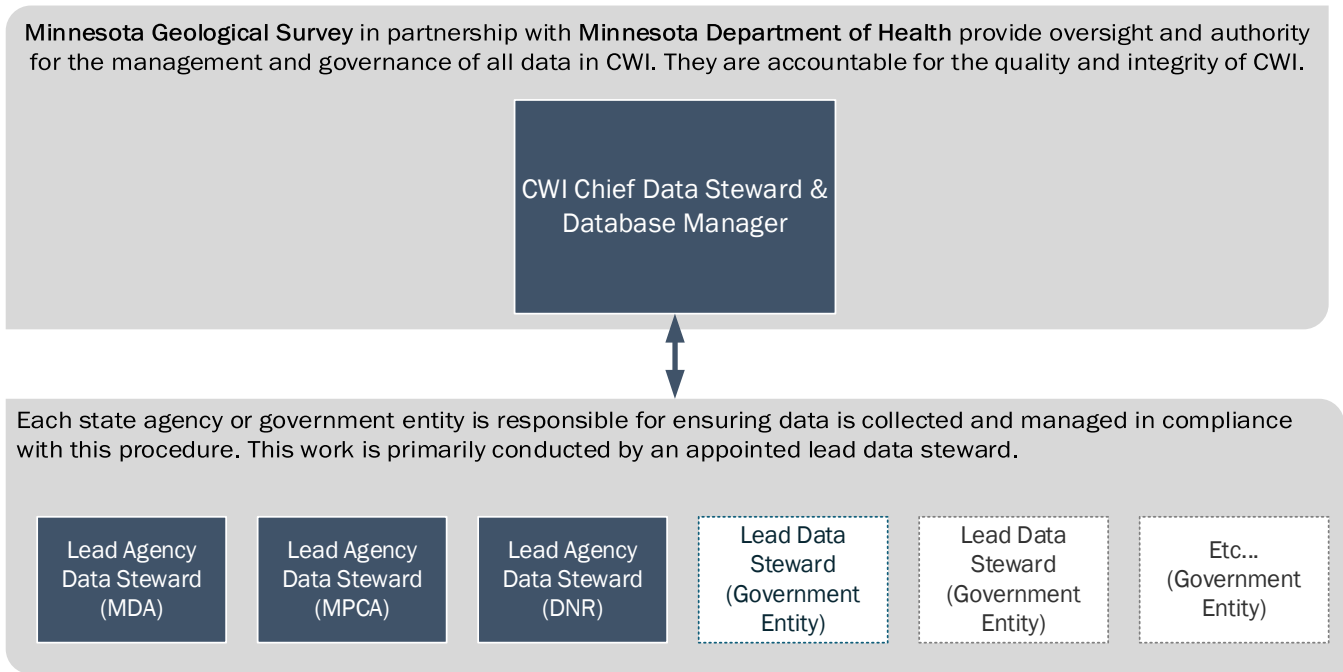 Minnesota Geological Survey in partnership with Minnesota Department of Health provide oversight and authority
for the management and governance of all data in CWI. They are accountable for the quality and integrity of CWI.
CWI Chief Data Steward &
Database Manager
Each state agency or government entity is responsible for ensuring data is collected and managed in compliance
with this procedure. This work is primarily conducted by an appointed lead data steward.
Lead Agency
Data Steward
(MDA)
Lead Agency
Data Steward
(MPCA)
Lead Agency
Data Steward
(DNR)
Lead Data
Steward
(Government
Entity)
Lead Data
Steward
(Government
Entity)
Etc...
(Government
Entity)